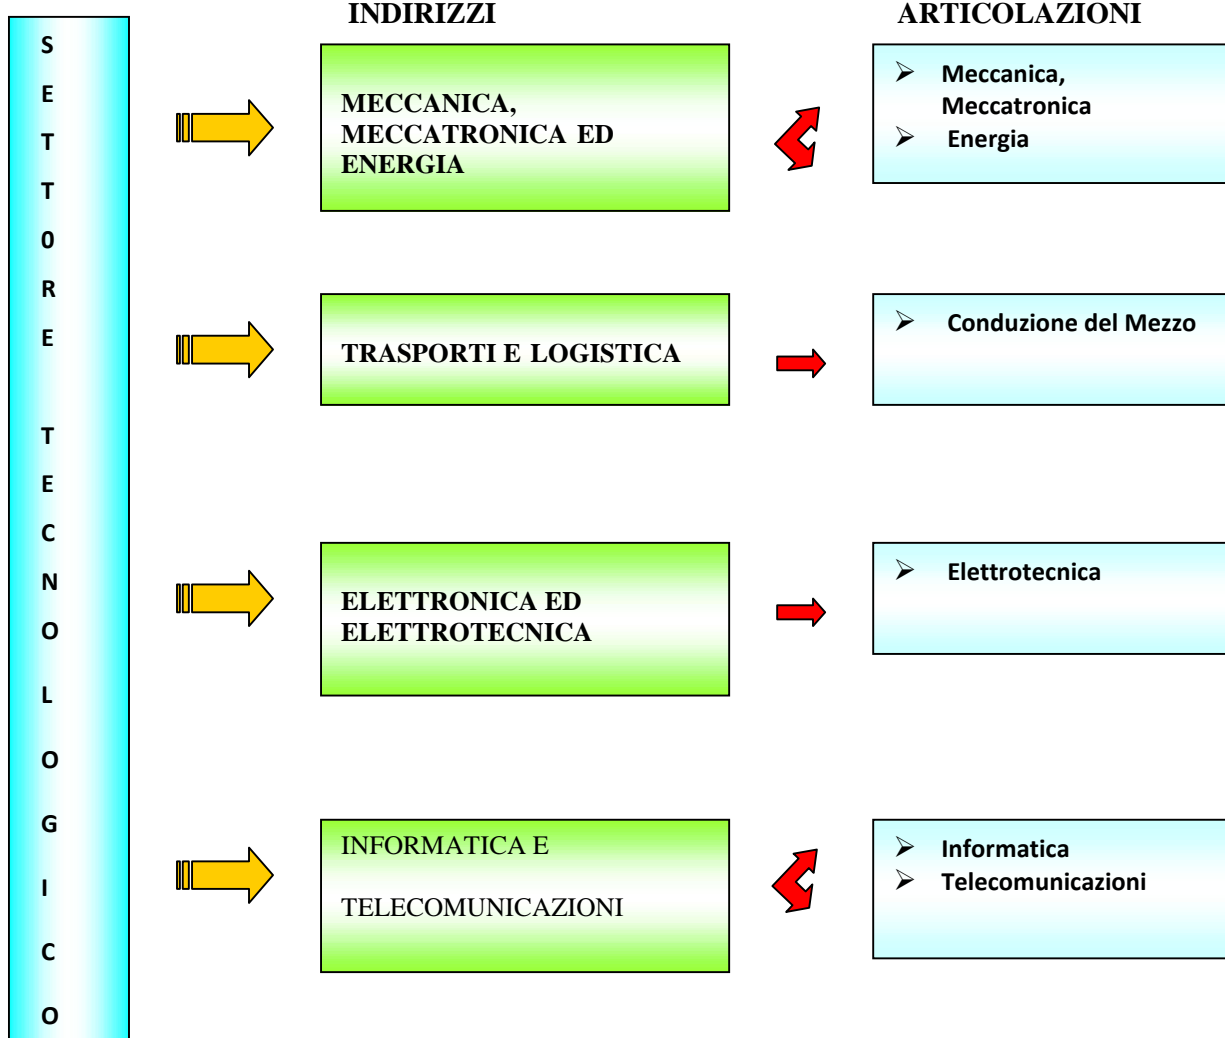 INDIRIZZI
ARTICOLAZIONI
S
E
T
T
0
R
E
T
E
C
N
O
L
O
G
I
C
O
MECCANICA,
MECCATRONICA ED
ENERGIA
➢ Meccanica,
Meccatronica
➢ Energia
TRASPORTI E LOGISTICA
➢ Conduzione del Mezzo
ELETTRONICA ED
ELETTROTECNICA
➢ Elettrotecnica
INFORMATICA E
TELECOMUNICAZIONI
➢ Informatica
➢ Telecomunicazioni